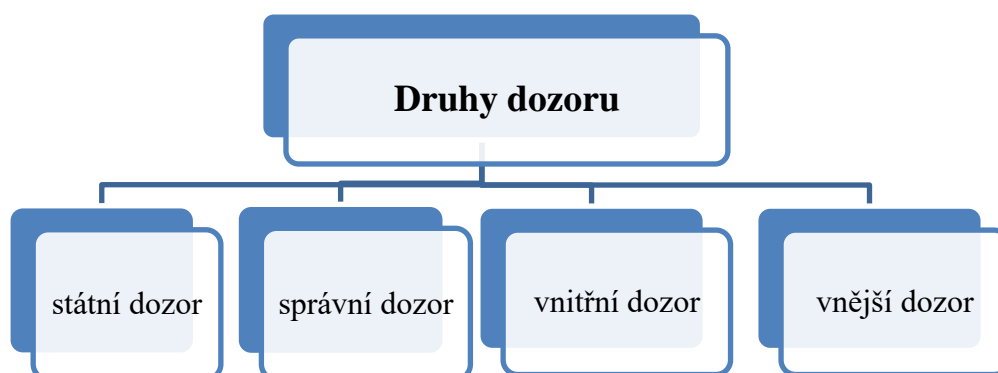 Druhy dozoru
státní dozor
správní dozor
vnitřní dozor
vnější dozor